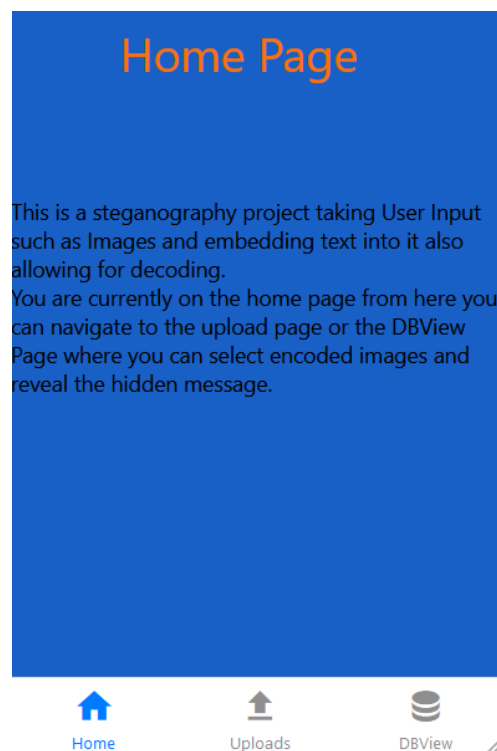 Home Page
This is a steganography project taking User Input
such as Images and embedding text into it also
allowing for decoding.
You are currently on the home page from here you
can navigate to the upload page or the DBView
Page where you can select encoded images and
reveal the hidden message.
Home
Uploads
DBView